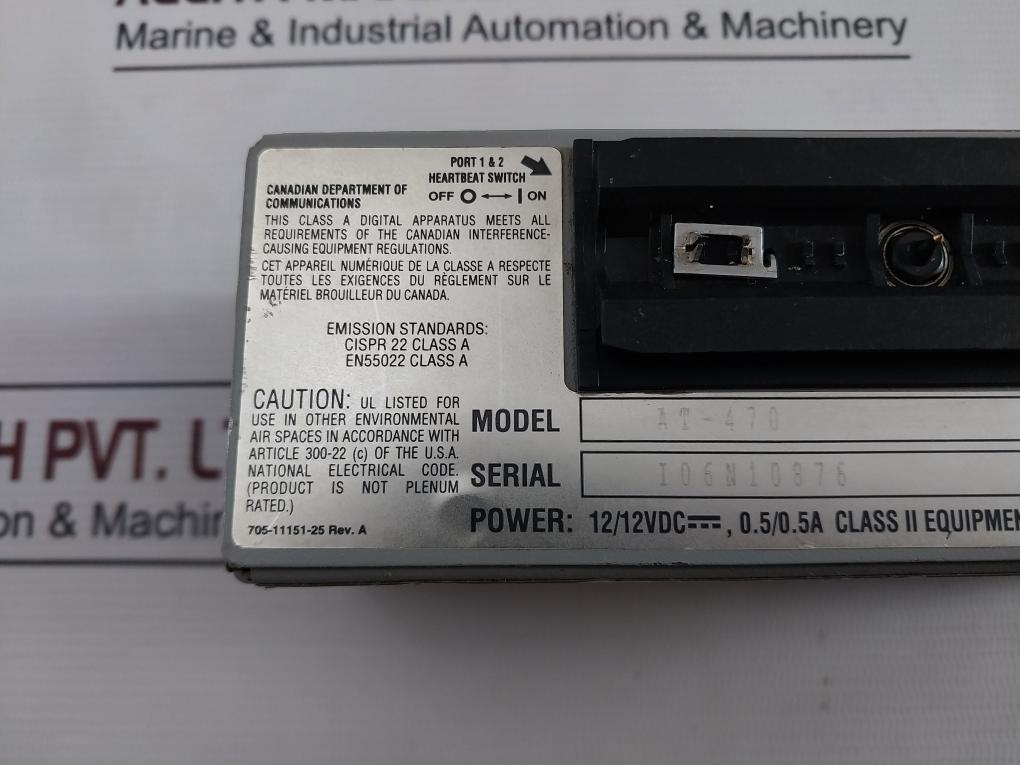 Marine & Industrial Automation & Machinery
PORT 1 & 2
HEARTBEAT SWITCH
OFF ON
CANADIAN DEPARTMENT OF
COMMUNICATIONS
THIS CLASS A DIGITAL APPARATUS MEETS ALL
REQUIREMENTS OF THE CANADIAN INTERFERENCE-
CAUSING EQUIPMENT REGULATIONS.
CET APPAREIL NUMÉRIQUE DE LA CLASSE A RESPECTE
TOUTES LES EXIGENCES DU RÈGLEMENT SUR LE
MATÉRIEL BROUILLEUR DU CANADA.
EMISSION STANDARDS:
CISPR 22 CLASS A
EN55022 CLASS A
CAUTION: UL LISTED FOR
USE IN OTHER ENVIRONMENTAL
AIR SPACES IN ACCORDANCE WITH
ARTICLE 300-22 (c) OF THE U.S.A.
NATIONAL ELECTRICAL CODE.
(PRODUCT IS NOT PLENUM
RATED.)
705-11151-25 Rev. A
MODEL AT-470
SERIAL I06N10876
POWER: 12/12VDC⎓, 0.5/0.5A CLASS II EQUIPMEN
H PVT. L
on & Machin